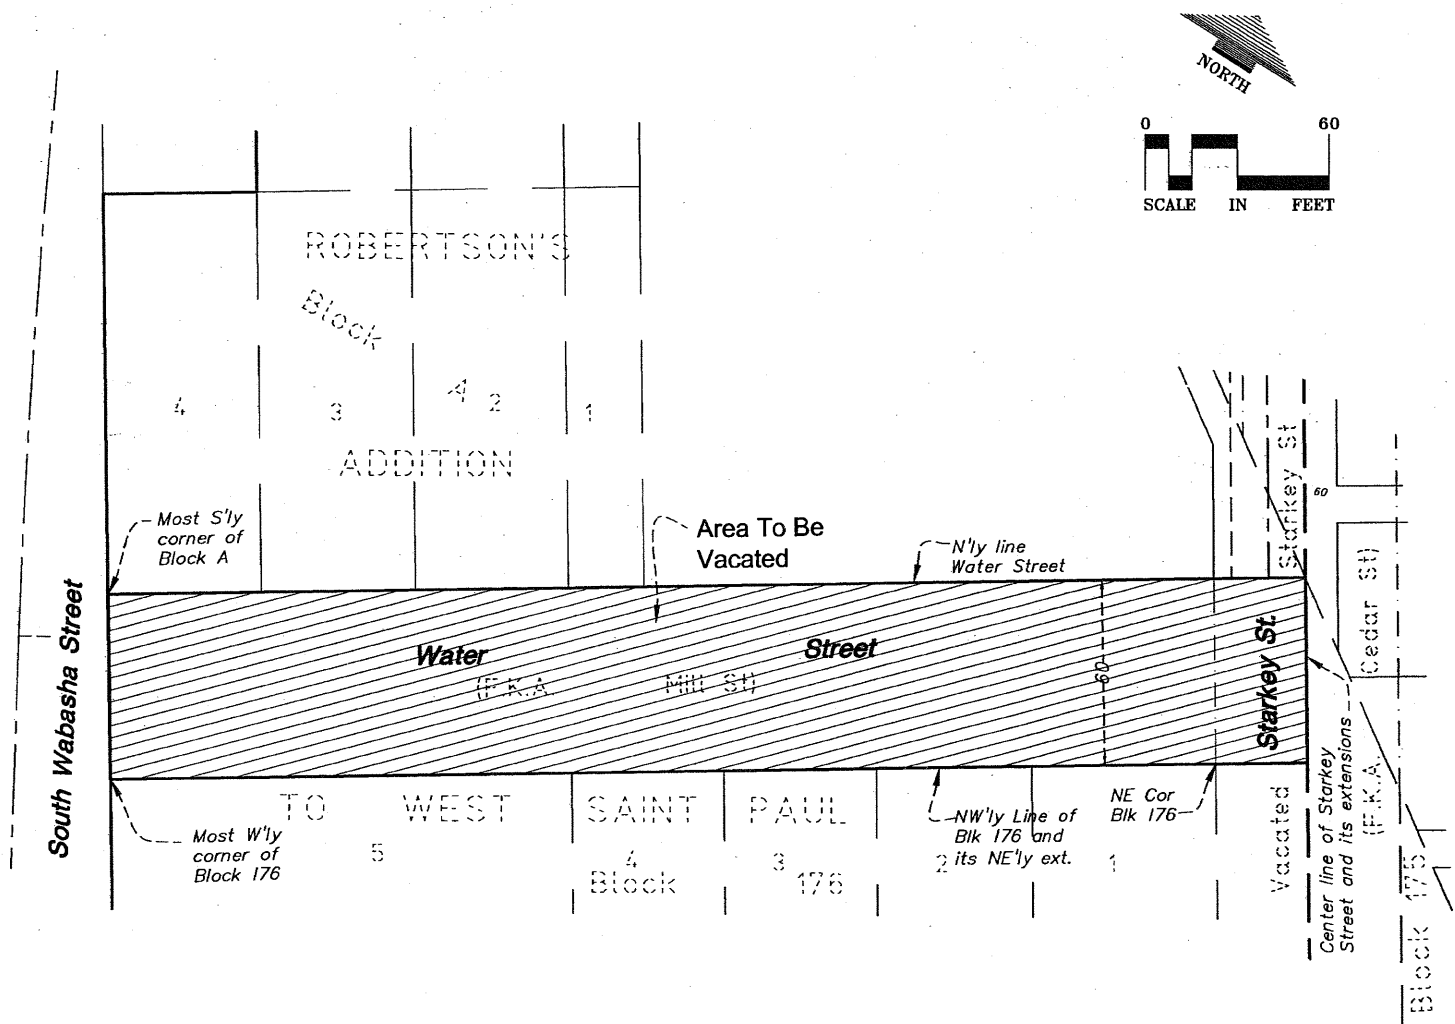 NORTH
0 60
SCALE IN FEET
ROBERTSON'S
Block
A
4 3 2 1
ADDITION
Starkey St
60
Most S'ly
corner of
Block A
Area To Be
Vacated
N'ly line
Water Street
Cedar St)
(F.K.A.
South Wabasha Street
Water Street
(F.K.A. Mill St)
60
Starkey St.
TO WEST SAINT PAUL
Most W'ly
corner of
Block 176
5 4 3 2 1
Block 176
NW'ly Line of
Blk 176 and
its NE'ly ext.
NE Cor
Blk 176
Vacated
Center line of Starkey
Street and its extensions
Block 175